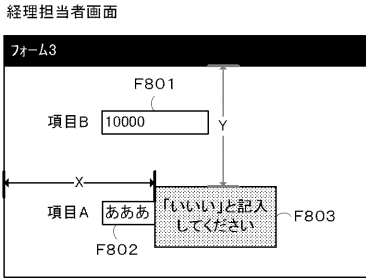 経理担当者画面
フォーム3
F801
項目B 10000
Y
X
項目A あああ 「いいい」と記入
してください
F803
F802